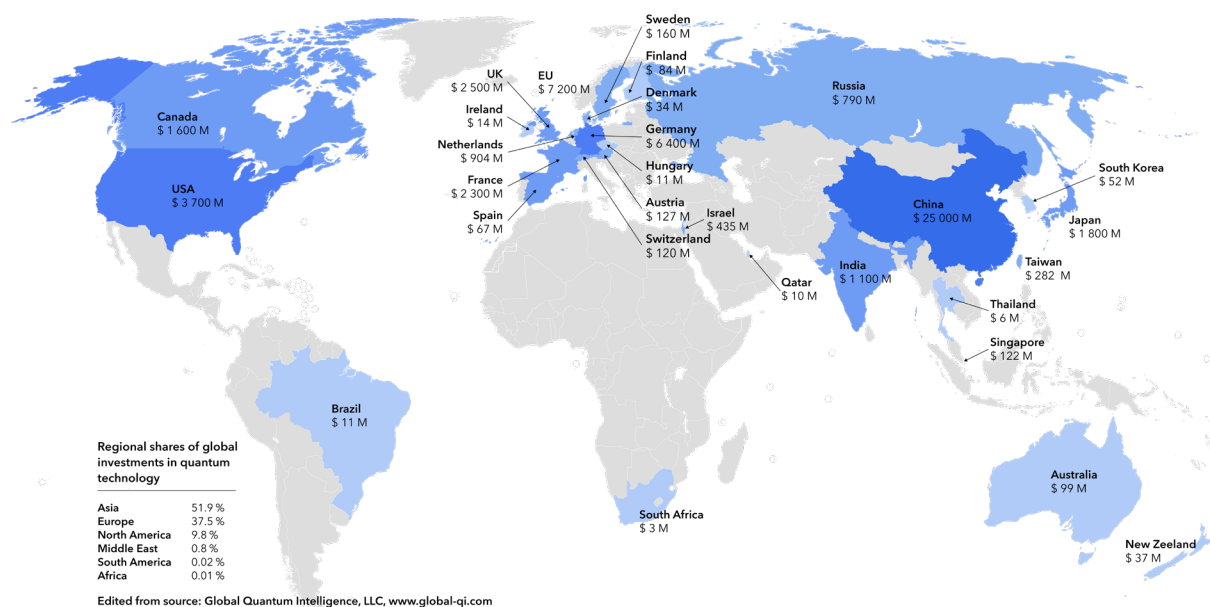 Sweden
$ 160 M
Finland
$ 84 M
UK
$ 2 500 M
EU
$ 7 200 M
Denmark
$ 34 M
Russia
$ 790 M
Ireland
$ 14 M
Canada
$ 1 600 M
Germany
$ 6 400 M
Netherlands
$ 904 M
Hungary
$ 11 M
South Korea
$ 52 M
France
$ 2 300 M
USA
$ 3 700 M
Austria
$ 127 M
China
$ 25 000 M
Israel
$ 435 M
Spain
$ 67 M
Japan
$ 1 800 M
Switzerland
$ 120 M
India
$ 1 100 M
Taiwan
$ 282 M
Qatar
$ 10 M
Thailand
$ 6 M
Singapore
$ 122 M
Brazil
$ 11 M
Regional shares of global
investments in quantum
technology
Asia 51.9 %
Europe 37.5 %
North America 9.8 %
Middle East 0.8 %
South America 0.02 %
Africa 0.01 %
Australia
$ 99 M
South Africa
$ 3 M
New Zeeland
$ 37 M
Edited from source: Global Quantum Intelligence, LLC, www.global-qi.com